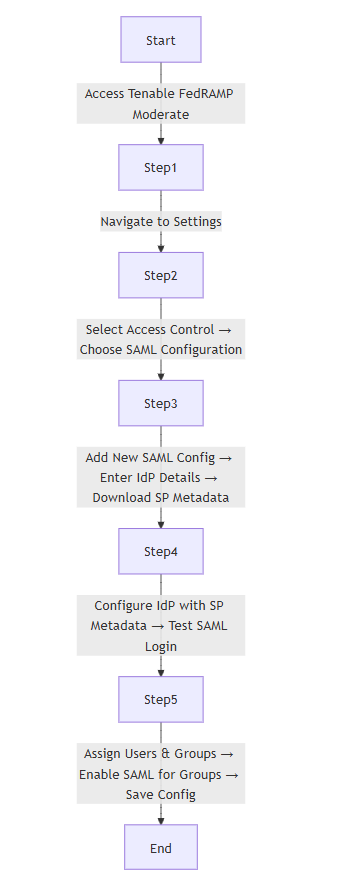 Start
Access Tenable FedRAMP
Moderate
Step1
Navigate to Settings
Step2
Select Access Control →
Choose SAML Configuration
Step3
Add New SAML Config →
Enter IdP Details →
Download SP Metadata
Step4
Configure IdP with SP
Metadata → Test SAML
Login
Step5
Assign Users & Groups →
Enable SAML for Groups →
Save Config
End